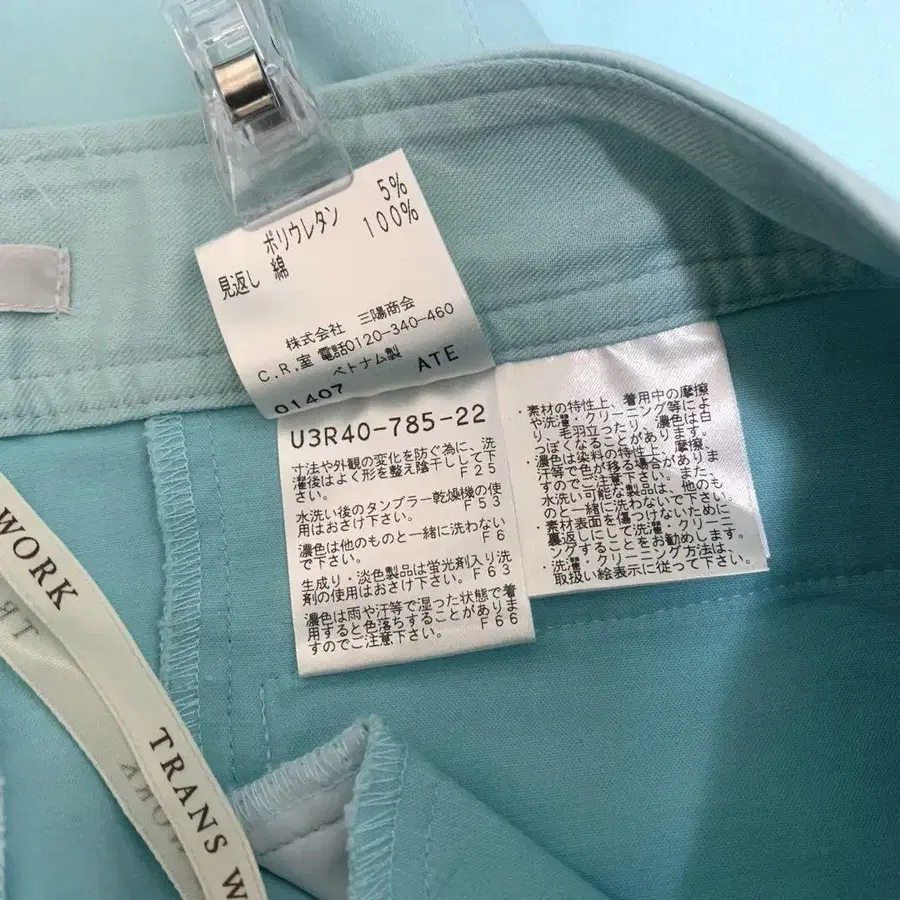 ポリウレタン 5%
見返し 綿 100%
株式会社 三陽商会
C.R.室 電話0120-340-460
ベトナム製
01407 ATE
U3R40-785-22
寸法や外観の変化を防ぐ為に、洗
濯後はよく形を整え陰干しして下
さい。 F25
水洗い後のタンブラー乾燥機の使
用はおさけ下さい。 F53
濃色は他のものと一緒に洗わない
で下さい。 F6
生成り・淡色製品は蛍光剤入り洗
剤の使用はおさけ下さい。 F63
濃色は雨や汗等で湿った状態で着
用すると色落ちすることがありま
すのでご注意下さい。 F66
・素材の特性上、着用中の摩擦
や洗濯・クリーニング等によ
り、毛羽立ったり、濃色は白
っぽくなることがあります。
・濃色は染料の特性上、摩擦、
汗等で色が移る場合がありま
すのでご注意下さい。また、
水洗い可能な製品は、他のも
のと一緒に洗わないで下さい。
・素材表面を傷つけないために
裏返しにして洗濯・クリーニ
ングすることをお勧めします。
・洗濯・クリーニング方法は、
取扱い絵表示に従って下さい。
WORK
TRANS W